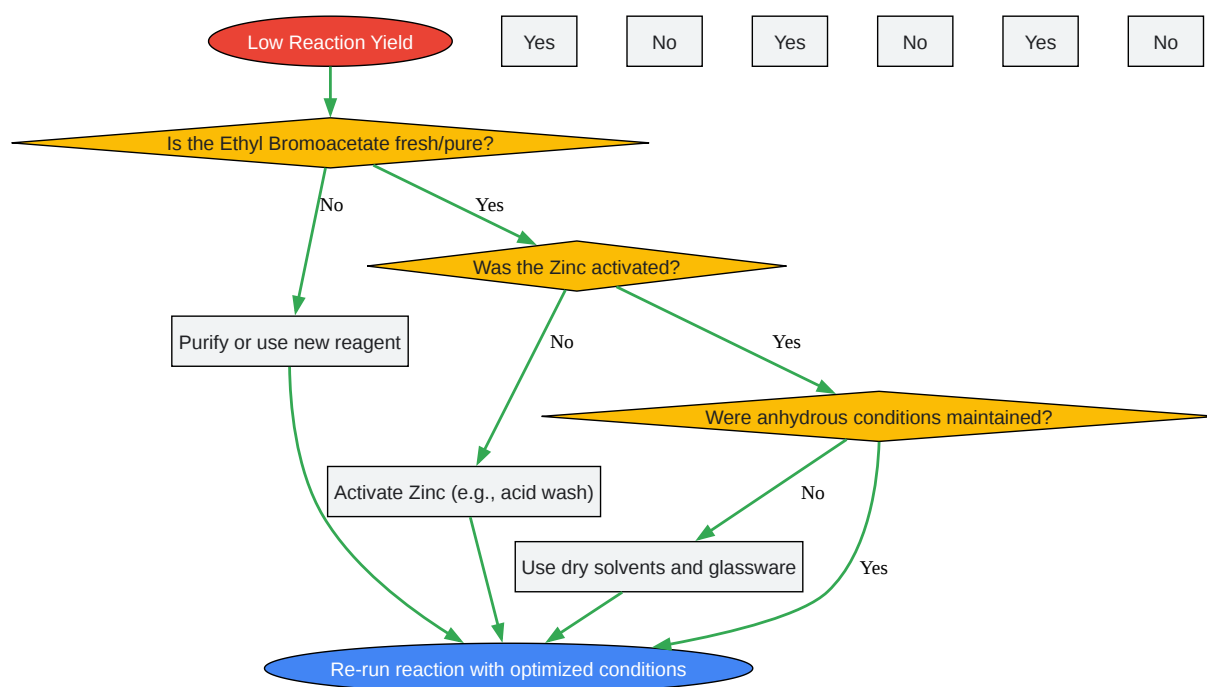 Low Reaction Yield
Yes
No
Yes
No
Yes
No
Is the Ethyl Bromoacetate fresh/pure?
No
Yes
Was the Zinc activated?
Purify or use new reagent
No
Yes
Were anhydrous conditions maintained?
Activate Zinc (e.g., acid wash)
No
Use dry solvents and glassware
Yes
Re-run reaction with optimized conditions